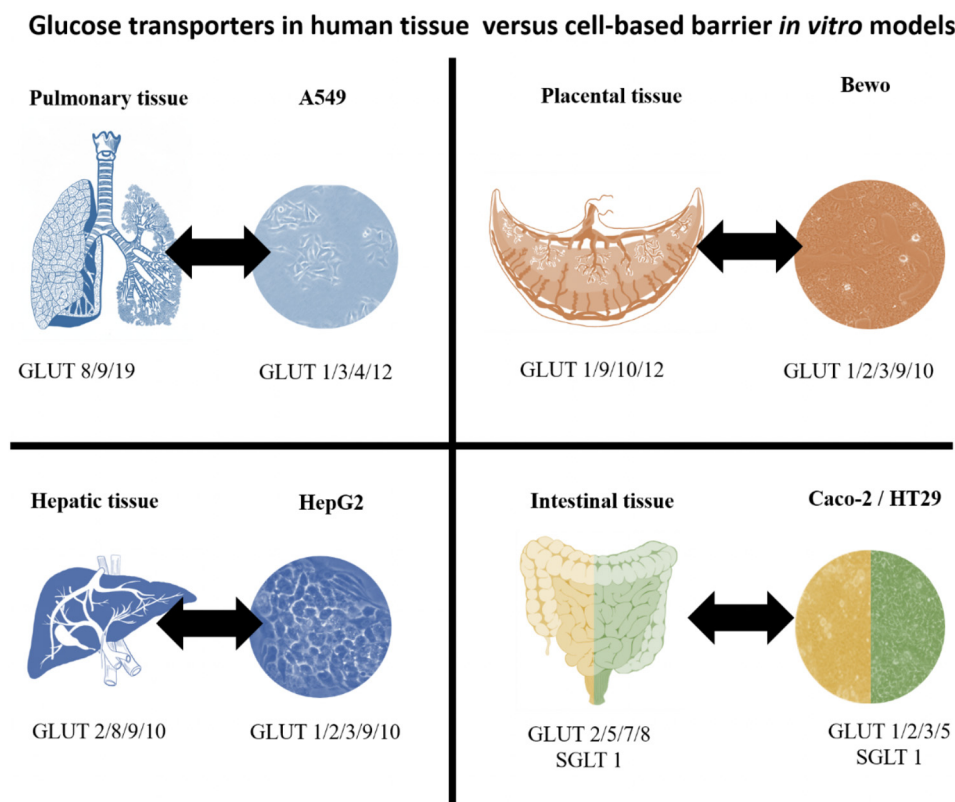 Glucose transporters in human tissue versus cell-based barrier in vitro models
Pulmonary tissue
A549
GLUT 8/9/19
GLUT 1/3/4/12
Placental tissue
Bewo
GLUT 1/9/10/12
GLUT 1/2/3/9/10
Hepatic tissue
HepG2
GLUT 2/8/9/10
GLUT 1/2/3/9/10
Intestinal tissue
Caco-2 / HT29
GLUT 2/5/7/8
SGLT 1
GLUT 1/2/3/5
SGLT 1